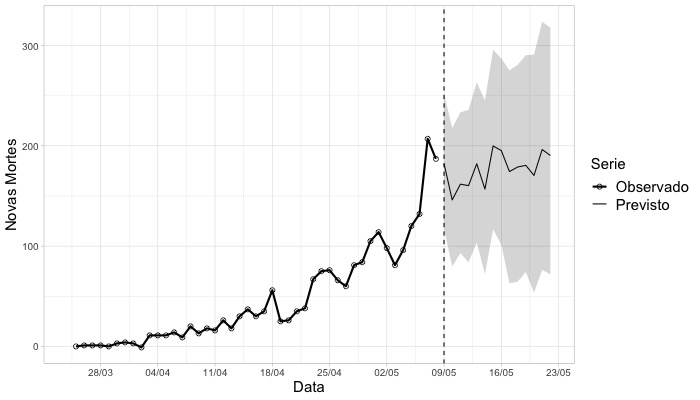 300
200
100
0
Novas Mortes
28/03 04/04 11/04 18/04 25/04 02/05 09/05 16/05 23/05
Data
Serie
Observado
Previsto